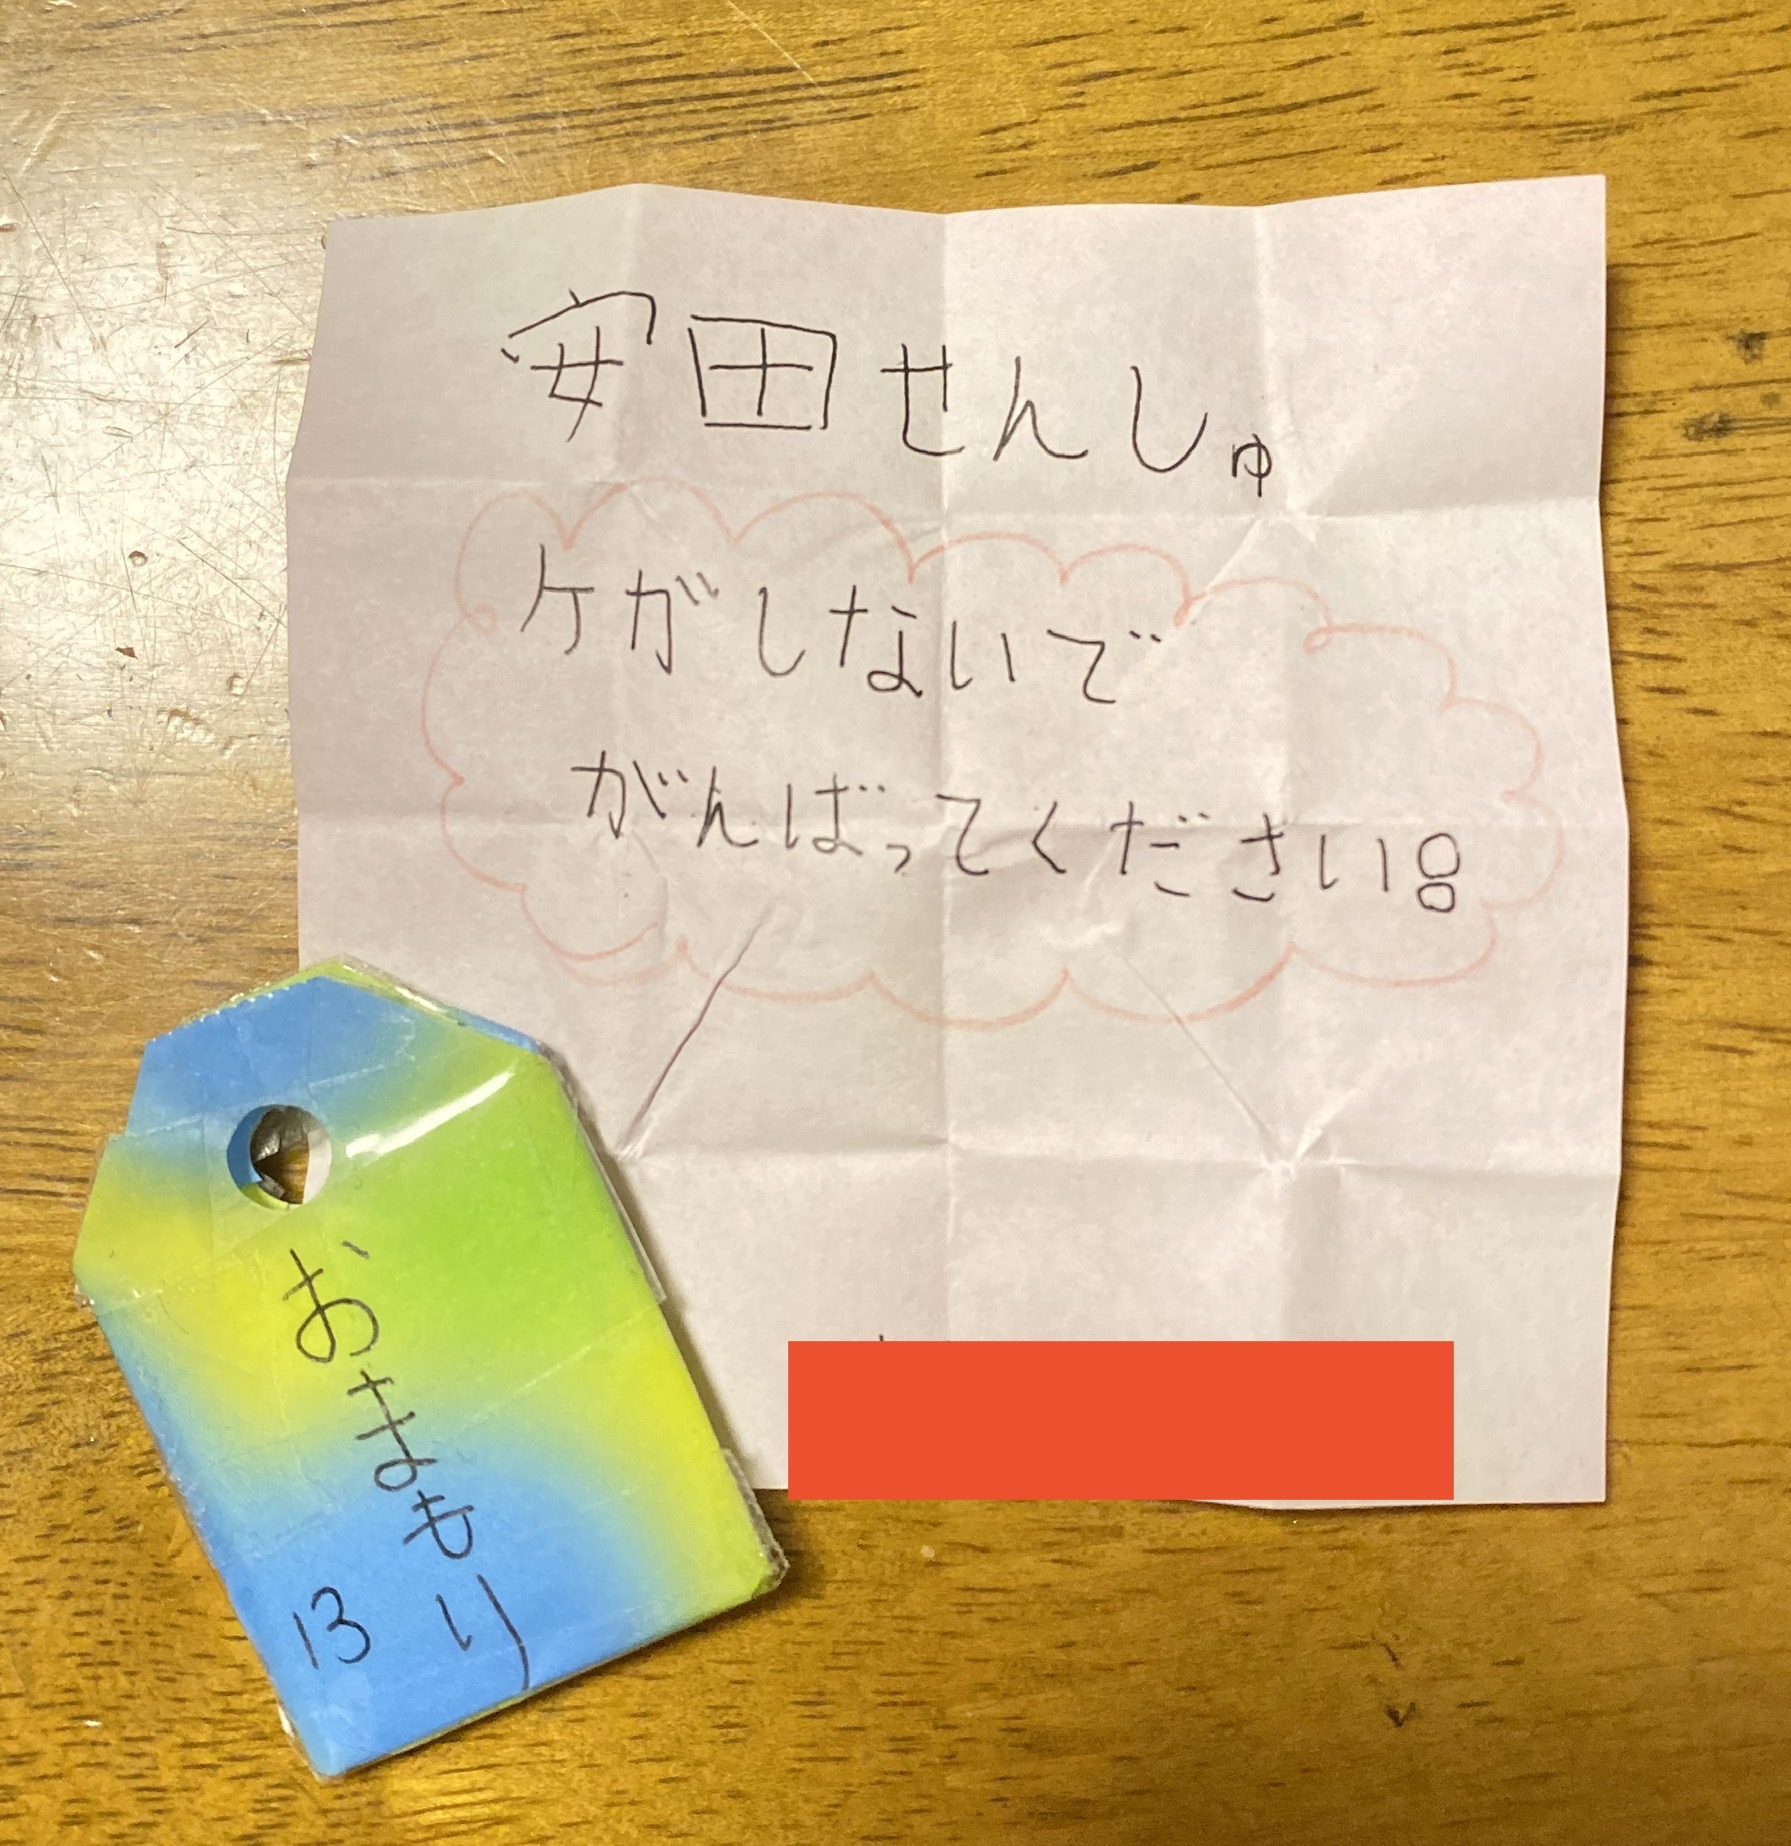 安田せんしゅ
ケガしないで
がんばってください!!
おまもり
13